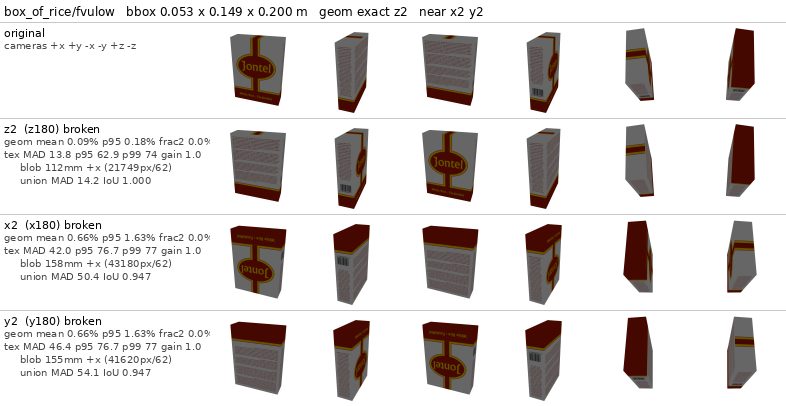 box_of_rice/fvulow bbox 0.053 x 0.149 x 0.200 m geom exact z2 near x2 y2
original
cameras +x +y -x -y +z -z
Jontel
z2 (z180) broken
geom mean 0.09% p95 0.18% frac2 0.0%
tex MAD 13.8 p95 62.9 p99 74 gain 1.0
blob 112mm +x (21749px/62)
union MAD 14.2 IoU 1.000
Jontel
x2 (x180) broken
geom mean 0.66% p95 1.63% frac2 0.0%
tex MAD 42.0 p95 76.7 p99 77 gain 1.0
blob 158mm +x (43180px/62)
union MAD 50.4 IoU 0.947
Jontel
y2 (y180) broken
geom mean 0.66% p95 1.63% frac2 0.0%
tex MAD 46.4 p95 76.7 p99 77 gain 1.0
blob 155mm +x (41620px/62)
union MAD 54.1 IoU 0.947
Jontel